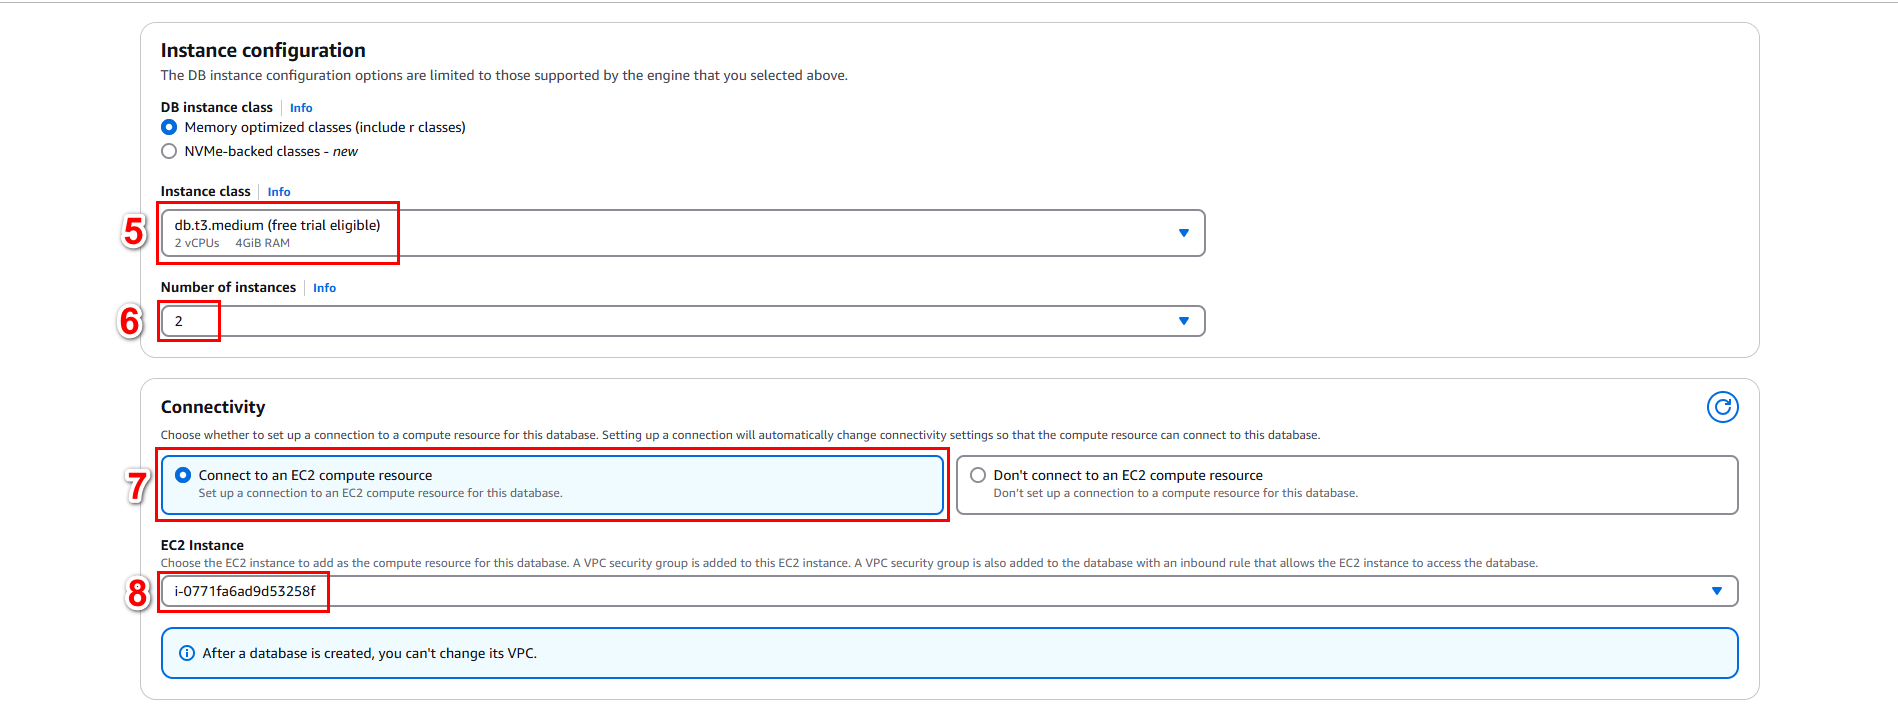 Instance configuration
The DB instance configuration options are limited to those supported by the engine that you selected above.
DB instance class Info
Memory optimized classes (include r classes)
NVMe-backed classes - new
Instance class Info
5
db.t3.medium (free trial eligible)
2 vCPUs 4GiB RAM
Number of instances Info
6
2
Connectivity
Choose whether to set up a connection to a compute resource for this database. Setting up a connection will automatically change connectivity settings so that the compute resource can connect to this database.
7
Connect to an EC2 compute resource
Set up a connection to an EC2 compute resource for this database.
Don't connect to an EC2 compute resource
Don't set up a connection to a compute resource for this database.
EC2 Instance
Choose the EC2 instance to add as the compute resource for this database. A VPC security group is added to this EC2 instance. A VPC security group is also added to the database with an inbound rule that allows the EC2 instance to access the database.
8
i-0771fa6ad9d53258f
After a database is created, you can't change its VPC.